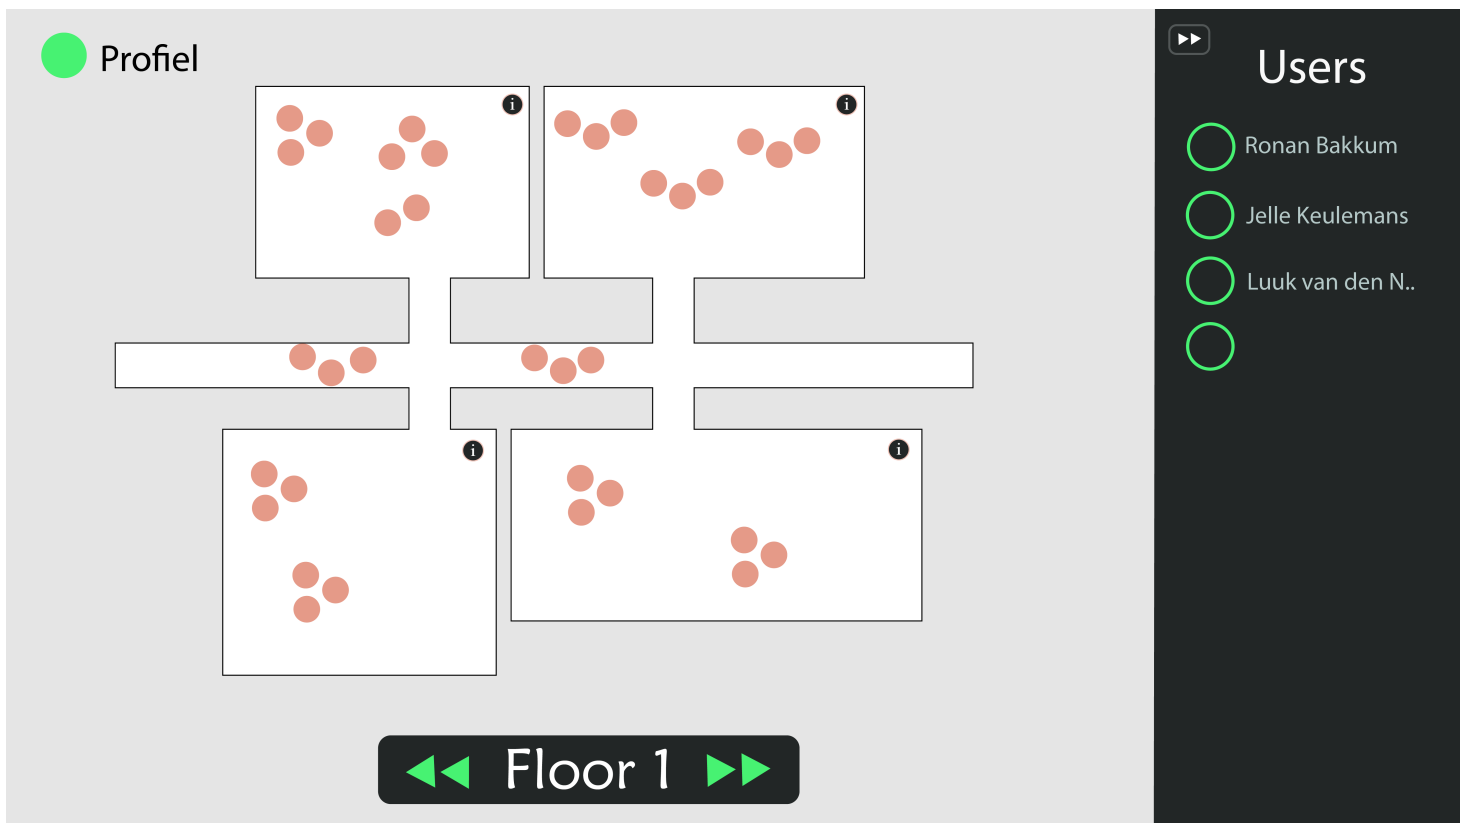 Profiel
i
i
Users
Ronan Bakkum
Jelle Keulemans
Luuk van den N..
i
i
Floor 1